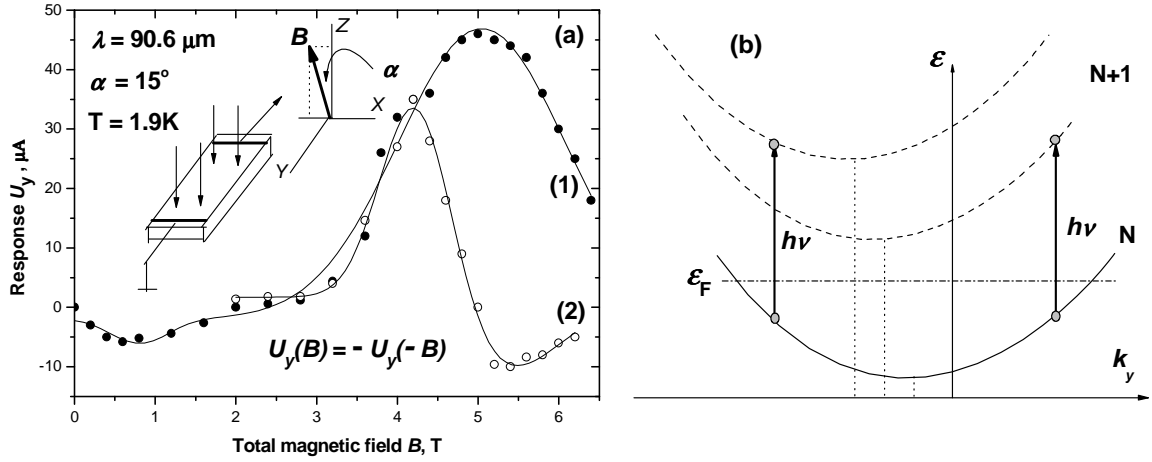 (a)
λ = 90.6 μm
α = 15°
T = 1.9K
B
Z
α
X
Y
(1)
(2)
U_y(B) = - U_y(- B)
Response U_y, μA
50
40
30
20
10
0
-10
0 1 2 3 4 5 6
Total magnetic field B, T
(b)
ε
N+1
hν
hν
N
ε_F
k_y